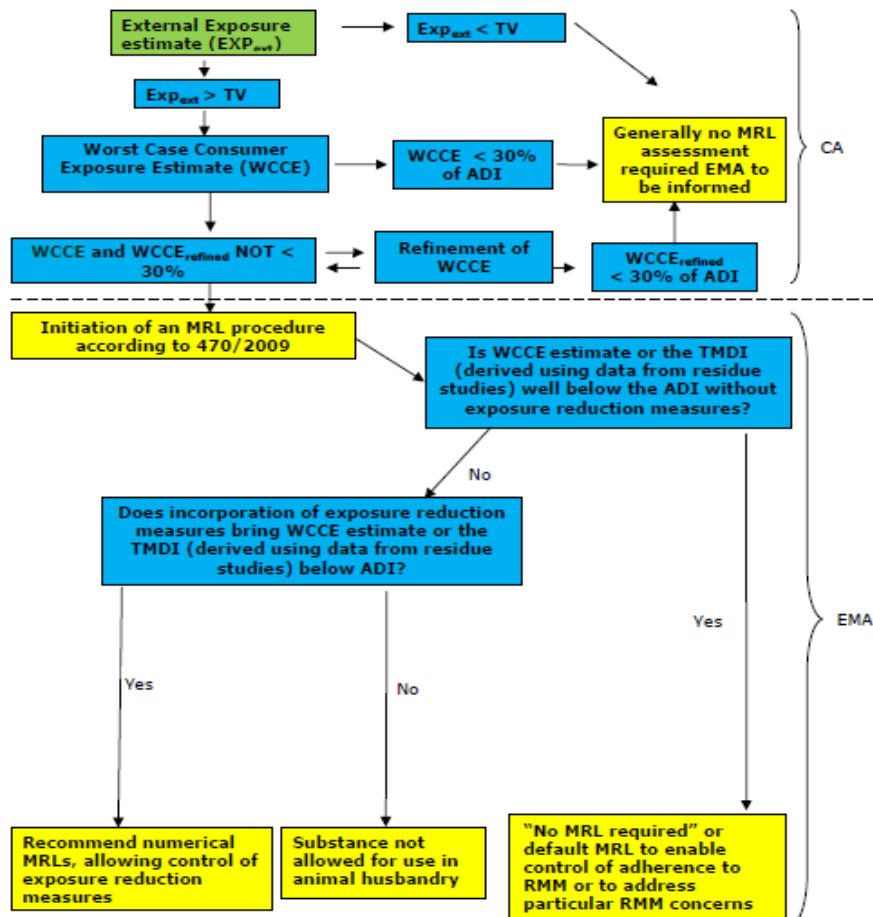 External Exposure
estimate (EXPext)
Expext < TV
Expext > TV
Worst Case Consumer
Exposure Estimate (WCCE)
WCCE < 30%
of ADI
Generally no MRL
assessment
required EMA to
be informed
CA
WCCE and WCCErefined NOT <
30%
Refinement of
WCCE
WCCErefined
< 30% of ADI
Initiation of an MRL procedure
according to 470/2009
Is WCCE estimate or the TMDI
(derived using data from residue
studies) well below the ADI without
exposure reduction measures?
No
Does incorporation of exposure reduction
measures bring WCCE estimate or the
TMDI (derived using data from residue
studies) below ADI?
Yes
EMA
Yes
No
Recommend numerical
MRLs, allowing control of
exposure reduction
measures
Substance not
allowed for use in
animal husbandry
“No MRL required” or
default MRL to enable
control of adherence to
RMM or to address
particular RMM concerns